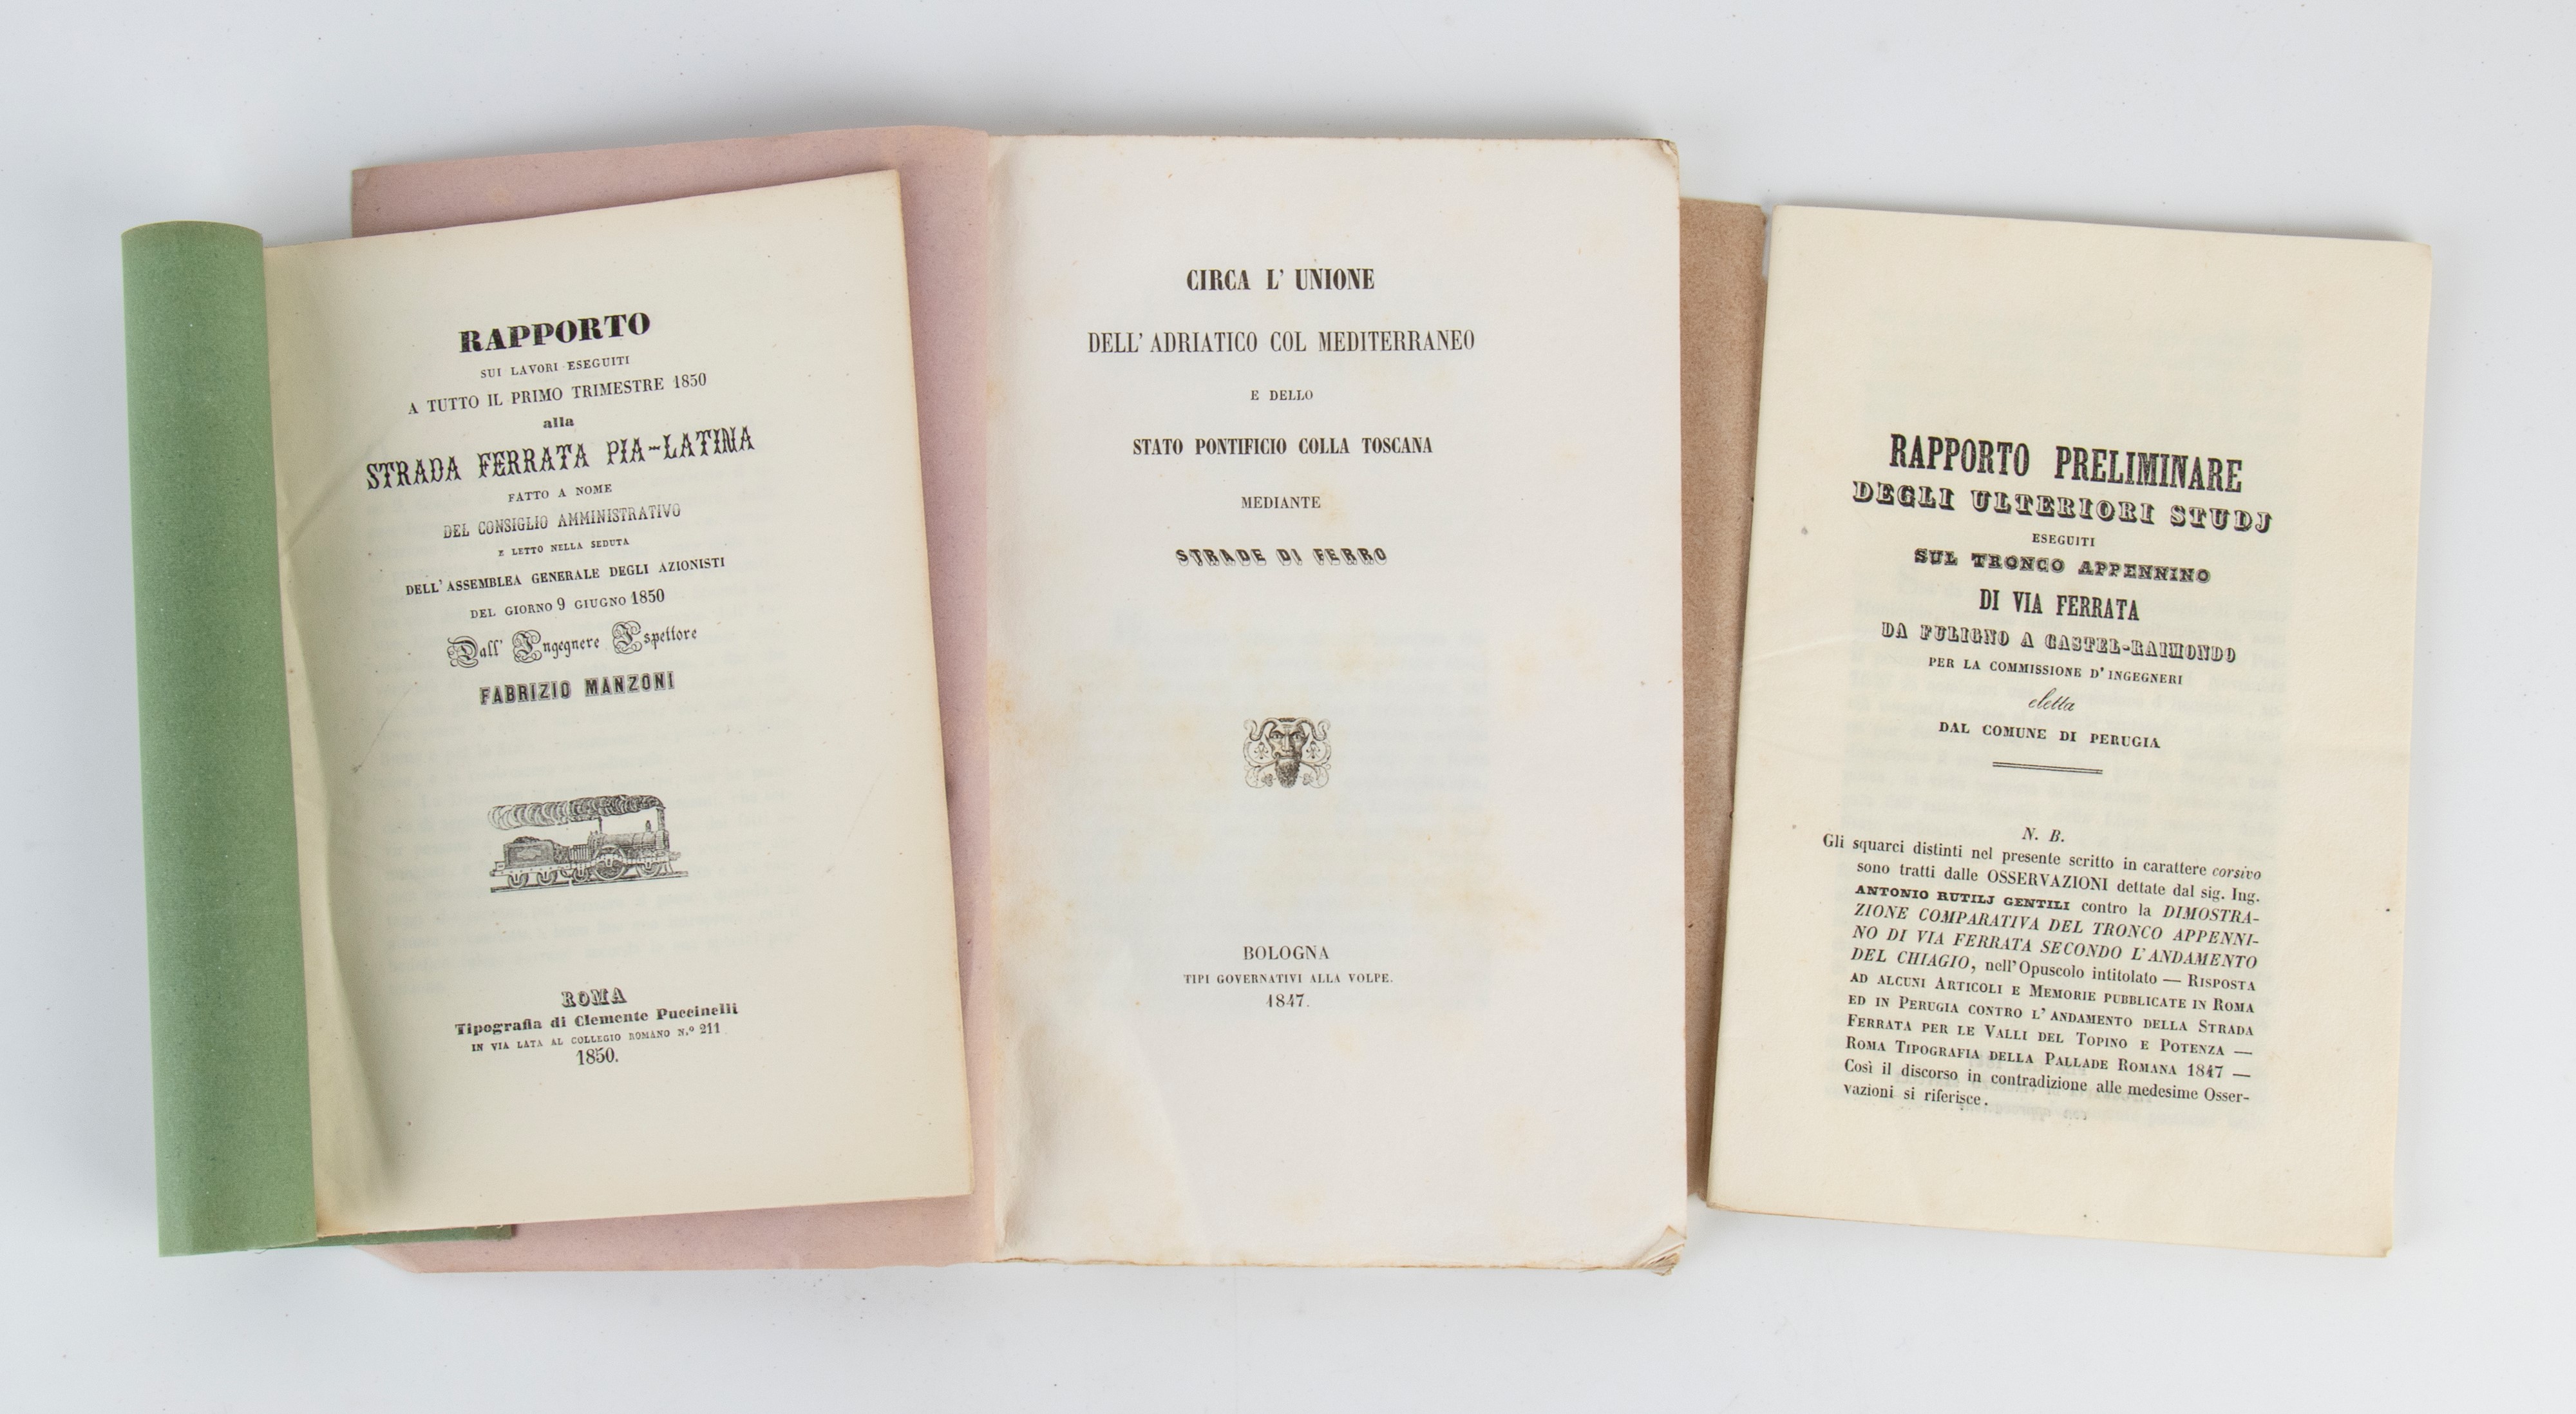 RAPPORTO
SUI LAVORI ESEGUITI
A TUTTO IL PRIMO TRIMESTRE 1850
alla
STRADA FERRATA PIA-LATINA
FATTO A NOME
DEL CONSIGLIO AMMINISTRATIVO
E LETTO NELLA SEDUTA
DELL'ASSEMBLEA GENERALE DEGLI AZIONISTI
DEL GIORNO 9 GIUGNO 1850
Dall' Ingegnere Ispettore
FABRIZIO MANZONI
ROMA
Tipografia di Clemente Puccinelli
IN VIA LATA AL COLLEGIO ROMANO N.º 211
1850.
CIRCA L' UNIONE
DELL' ADRIATICO COL MEDITERRANEO
E DELLO
STATO PONTIFICIO COLLA TOSCANA
MEDIANTE
STRADE DI FERRO
BOLOGNA
TIPI GOVERNATIVI ALLA VOLPE.
1847.
RAPPORTO PRELIMINARE
DEGLI ULTERIORI STUDJ
ESEGUITI
SUL TRONCO APPENNINO
DI VIA FERRATA
DA FULIGNO A CASTEL-RAIMONDO
PER LA COMMISSIONE D' INGEGNERI
eletta
DAL COMUNE DI PERUGIA
N. B.
Gli squarci distinti nel presente scritto in carattere corsivo
sono tratti dalle OSSERVAZIONI dettate dal sig. Ing.
ANTONIO RUTILJ GENTILI contro la DIMOSTRA-
ZIONE COMPARATIVA DEL TRONCO APPENNI-
NO DI VIA FERRATA SECONDO L'ANDAMENTO
DEL CHIAGIO, nell'Opuscolo intitolato — RISPOSTA
AD ALCUNI ARTICOLI E MEMORIE PUBBLICATE IN ROMA
ED IN PERUGIA CONTRO L'ANDAMENTO DELLA STRADA
FERRATA PER LE VALLI DEL TOPINO E POTENZA —
ROMA TIPOGRAFIA DELLA PALLADE ROMANA 1847 —
Così il discorso in contradizione alle medesime Osser-
vazioni si riferisce.